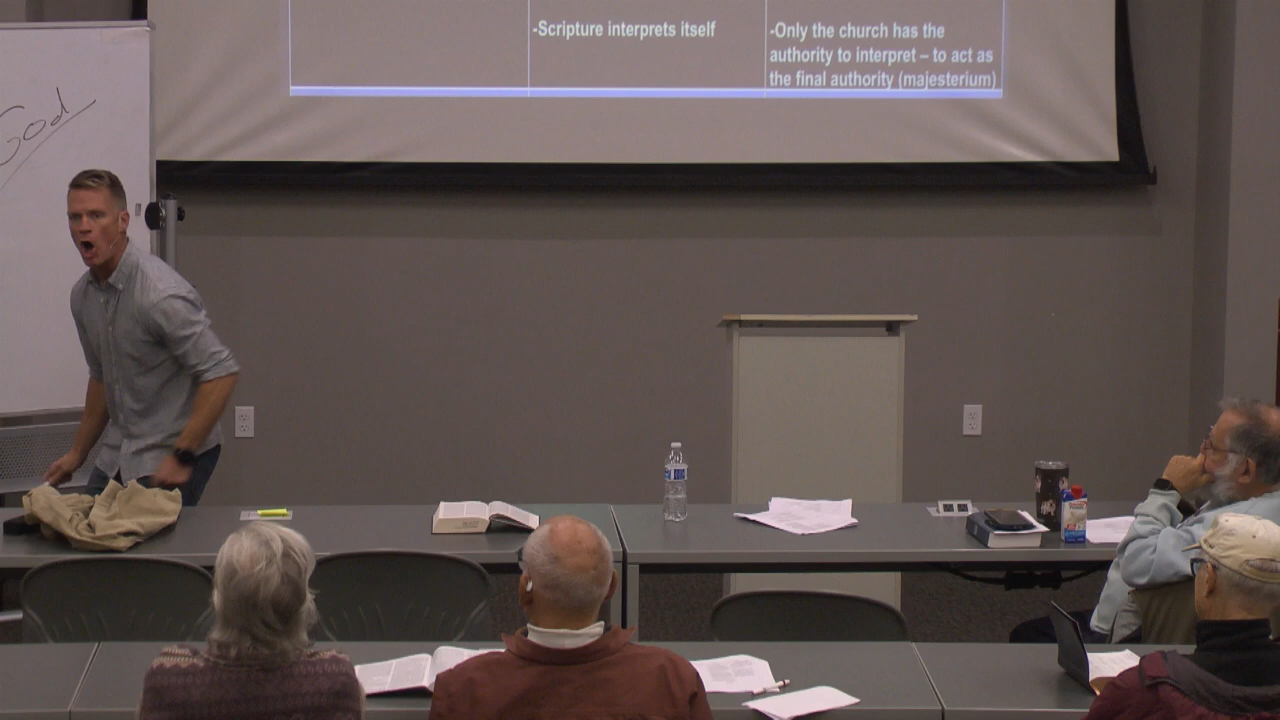 -Scripture interprets itself
-Only the church has the
authority to interpret – to act as
the final authority (majesterium)
God